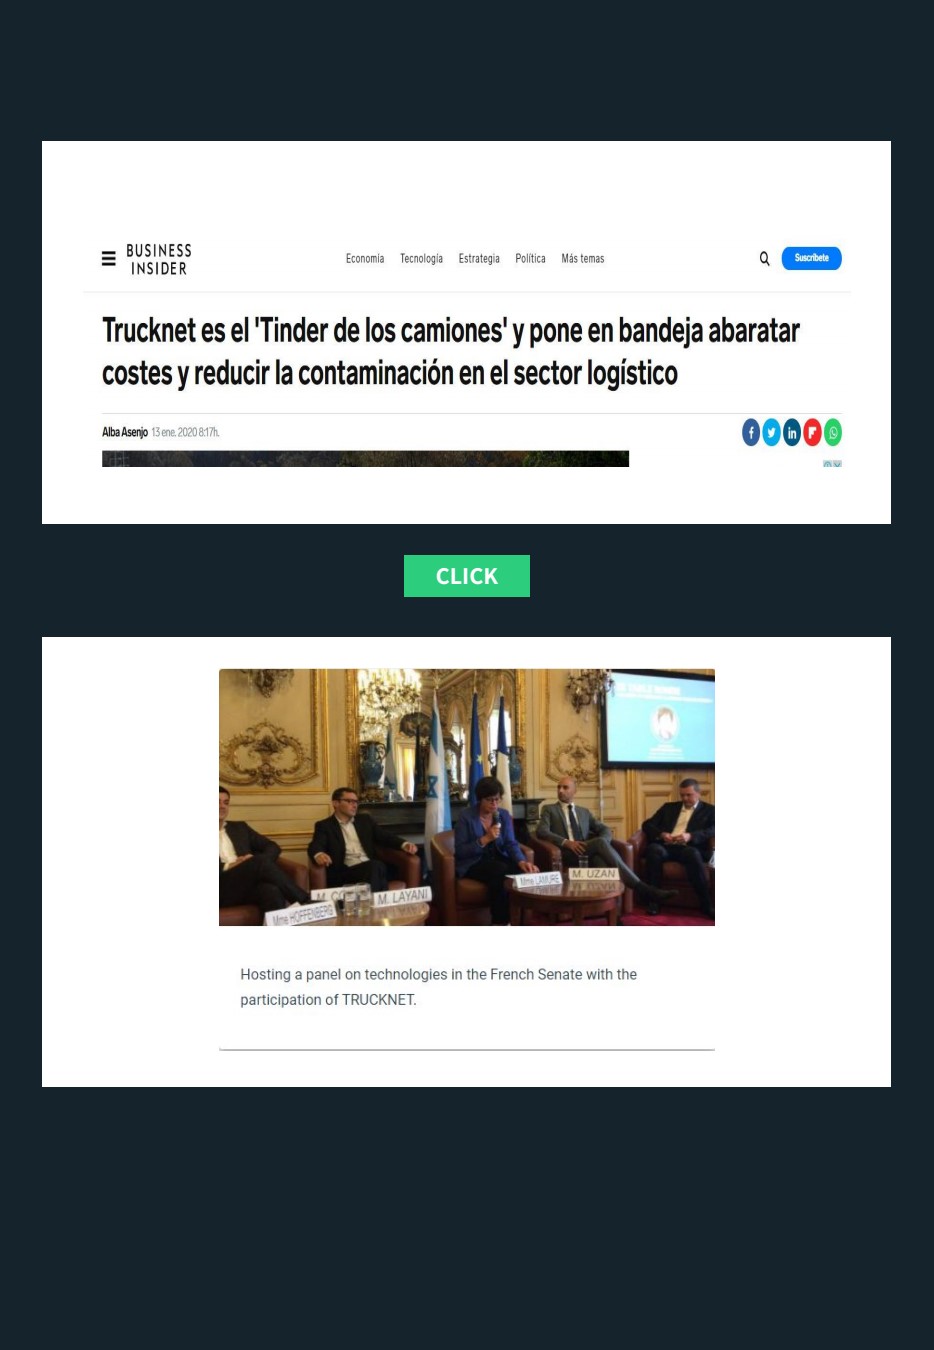 BUSINESS
INSIDER
Economía Tecnología Estrategia Política Más temas
Suscríbete
Trucknet es el 'Tinder de los camiones' y pone en bandeja abaratar
costes y reducir la contaminación en el sector logístico
Alba Asenjo 13 ene. 2020 8:17h.
CLICK
Mme HOFFENBERG
M. LAYANI
Mme LAMURE
M. UZAN
Hosting a panel on technologies in the French Senate with the
participation of TRUCKNET.